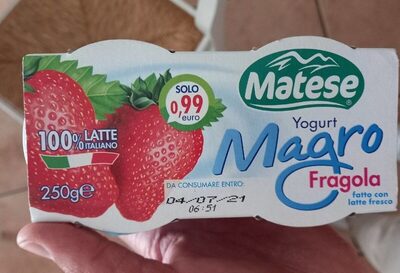 Matese®
SOLO
0,99
euro
Yogurt
Magro
Fragola
fatto con
latte fresco
100% LATTE
ITALIANO
250g℮
DA CONSUMARE ENTRO:
04/07/21
06:51